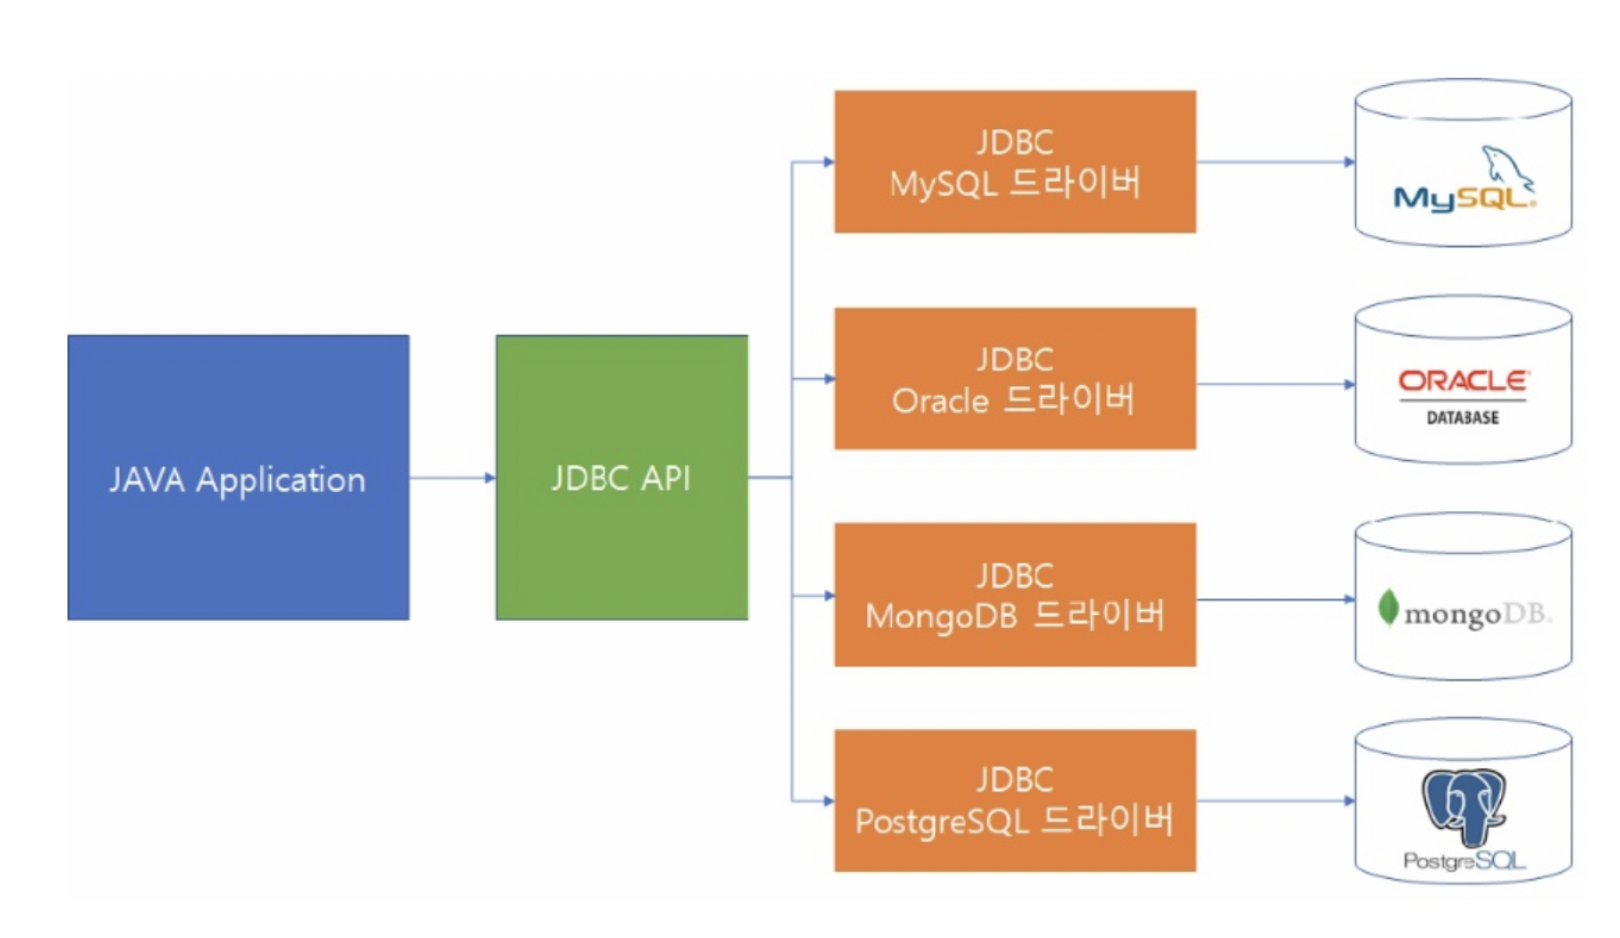 JAVA Application
JDBC API
JDBC
MySQL 드라이버
MySQL®
JDBC
Oracle 드라이버
ORACLE®
DATABASE
JDBC
MongoDB 드라이버
mongoDB.
JDBC
PostgreSQL 드라이버
PostgreSQL